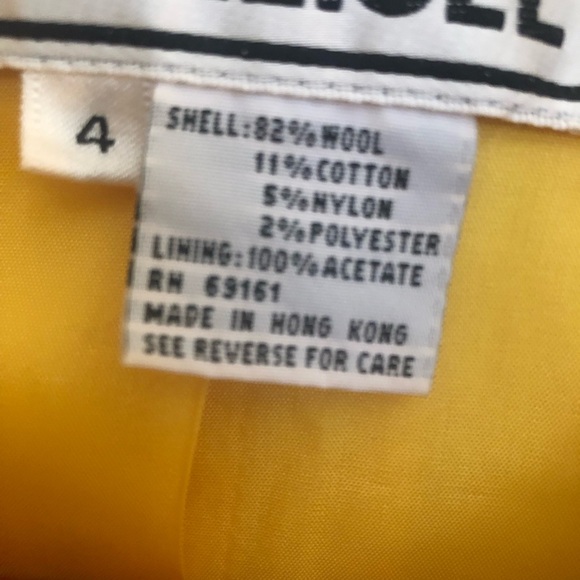 4
SHELL:82%WOOL
11%COTTON
5%NYLON
2%POLYESTER
LINING:100%ACETATE
RN 69161
MADE IN HONG KONG
SEE REVERSE FOR CARE